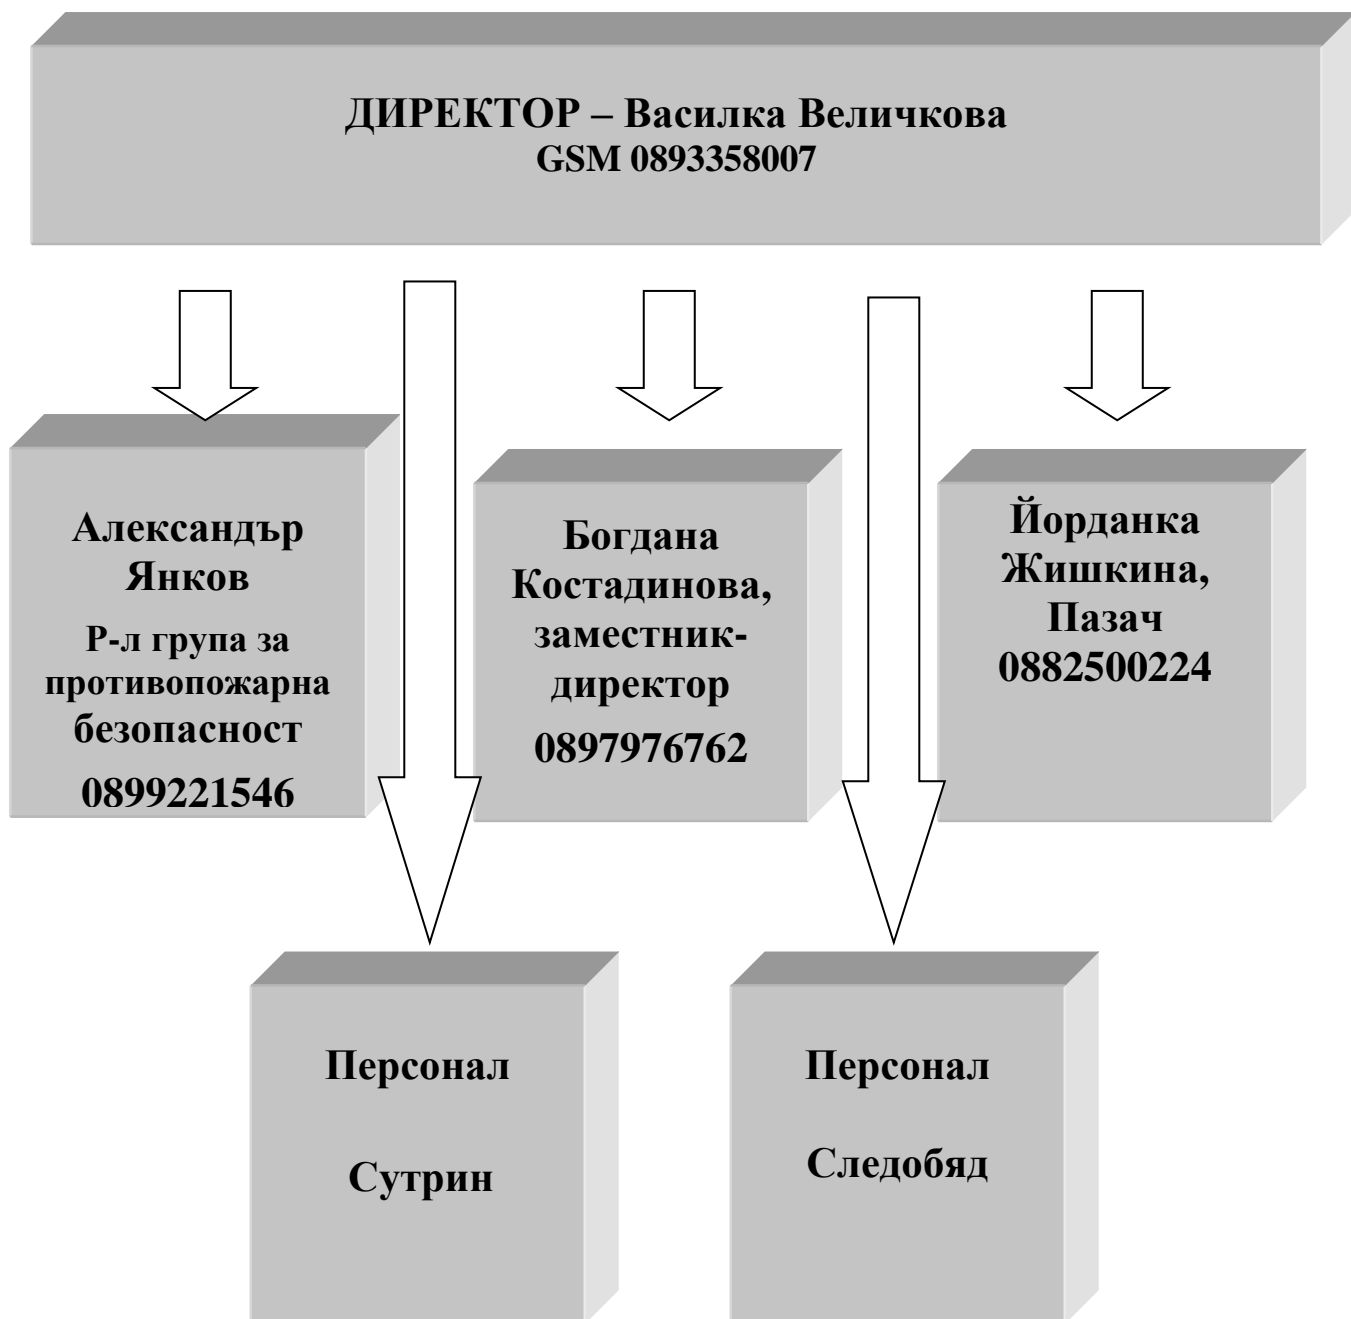 ДИРЕКТОР – Василка Величкова
GSM 0893358007
Александър
Янков
Р-л група за
противопожарна
безопасност
0899221546
Богдана
Костадинова,
заместник-
директор
0897976762
Йорданка
Жишкина,
Пазач
0882500224
Персонал
Сутрин
Персонал
Следобяд